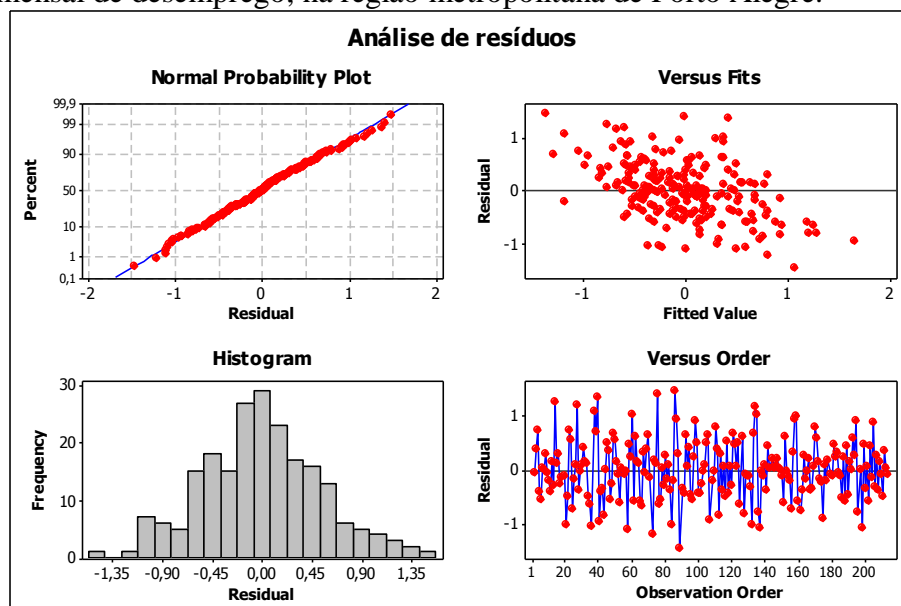 mensal de desemprego, na região metropolitana de Porto Alegre.
Análise de resíduos
Normal Probability Plot
99,9
99
90
50
10
1
0,1
Percent
-2 -1 0 1 2
Residual
Versus Fits
1
0
-1
Residual
-1 0 1 2
Fitted Value
Histogram
30
20
10
0
Frequency
-1,35 -0,90 -0,45 0,00 0,45 0,90 1,35
Residual
Versus Order
1
0
-1
Residual
1 20 40 60 80 100 120 140 160 180 200
Observation Order